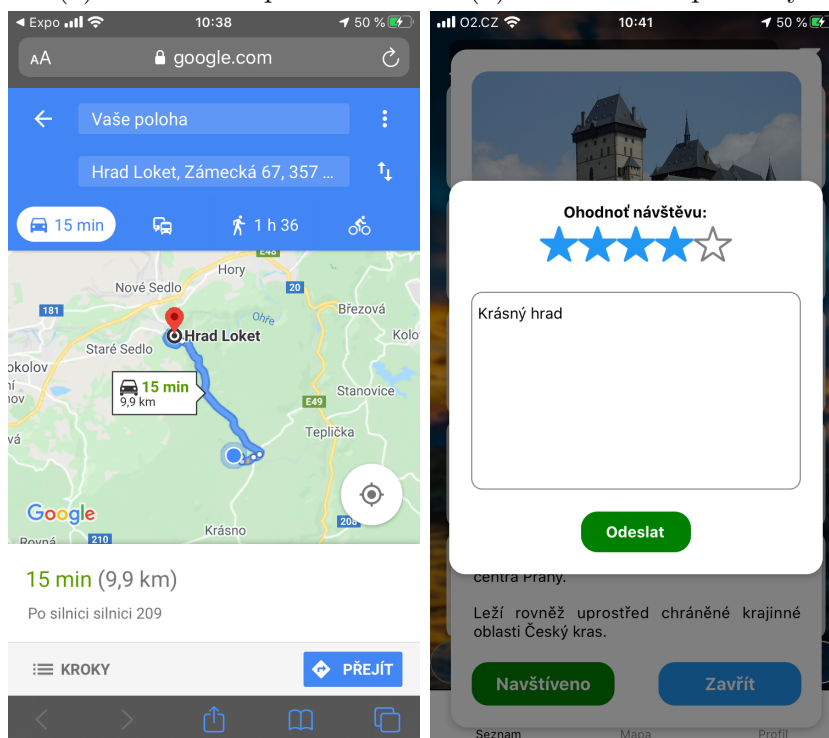 Expo
10:38
50 %
AA
google.com
Vaše poloha
Hrad Loket, Zámecká 67, 357 ...
15 min
1 h 36
E48
Hory
Nové Sedlo
20
181
Březová
Ohře
Hrad Loket
Kolo
Staré Sedlo
okolov
15 min
9,9 km
Stanovice
E49
Teplička
vá
Google
Krásno
208
Rovná
210
15 min (9,9 km)
Po silnici silnici 209
KROKY
PŘEJÍT
O2.CZ
10:41
50 %
Ohodnoť návštěvu:
Krásný hrad
Odeslat
centra Prahy.
Leží rovněž uprostřed chráněné krajinné
oblasti Český kras.
Navštíveno
Zavřít
Seznam
Mapa
Profil